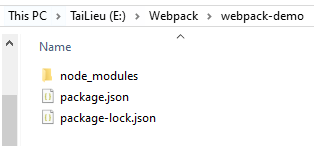 This PC > TaiLieu (E:) > Webpack > webpack-demo
Name
node_modules
package.json
package-lock.json